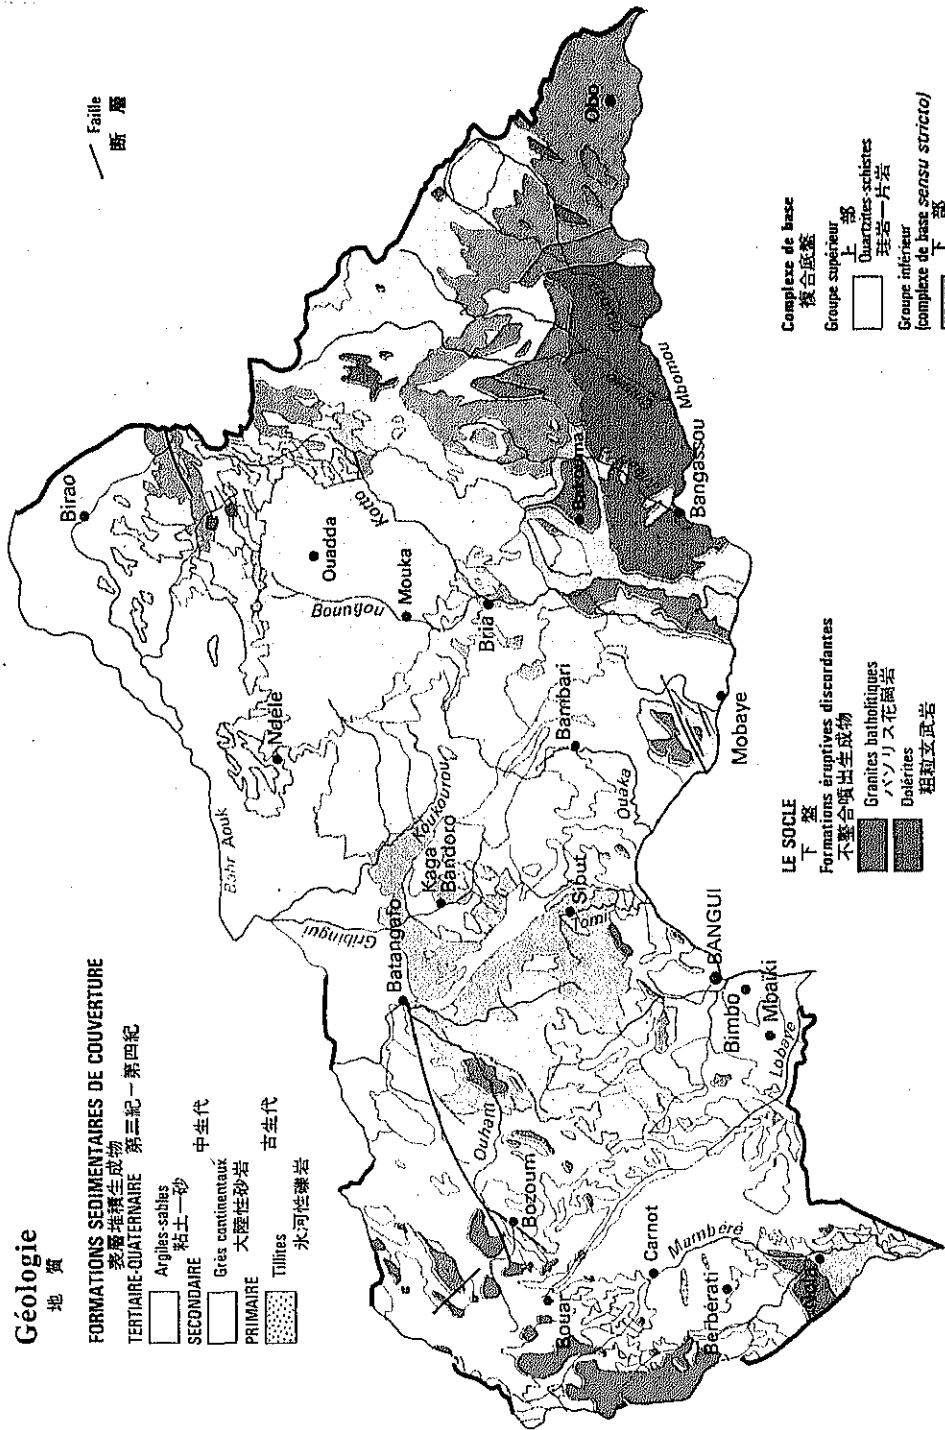 Géologie
地質
FORMATIONS SEDIMENTAIRES DE COUVERTURE
表層堆積生成物
TERTIAIRE-QUATERNAIRE 第三紀－第四紀
Argiles-sables
粘土－砂
SECONDAIRE 中生代
Grès continentaux
大陸性砂岩
PRIMAIRE 古生代
Tillites
氷河性礫岩
Faille
断層
Birao
Bahr Aouk
Ndélé
Ouadda
Boungou
Mouka
Kotto
Gribingui
Koukourou
Batangafo
Kaga
Bandoro
Bria
Bambari
Ouaka
Bakouma
Obo
Mbomou
Bangassou
Mobaye
Ouham
Bozoum
Sibut
Tomi
Bouar
Carnot
Mambéré
Berbérati
BANGUI
Bimbo
Mbaïki
Lobaye
LE SOCLE
下盤
Formations éruptives discordantes
不整合噴出生成物
Granites batholitiques
バソリス花崗岩
Dolérites
粗粒玄武岩
Complexe de base
複合底盤
Groupe supérieur
上部
Quartzites-schistes
珪岩－片岩
Groupe inférieur
(complexe de base sensu stricto)
下部